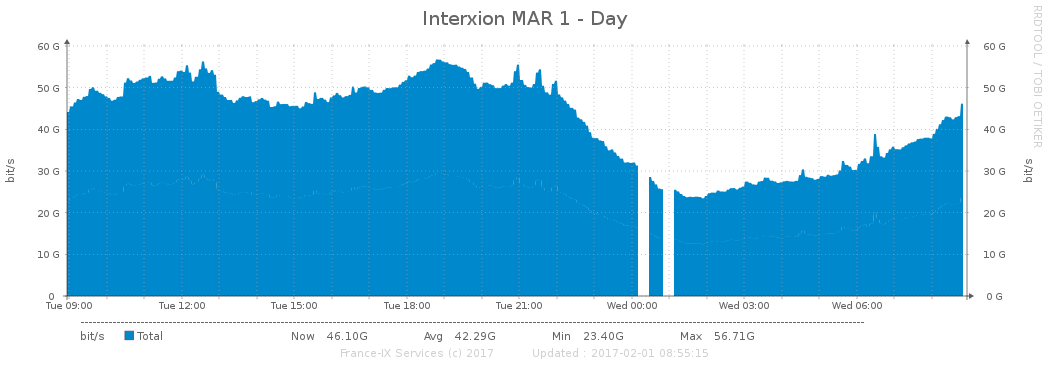 Interxion MAR 1 - Day
RRDTOOL / TOBI OETIKER
60 G 60 G
50 G 50 G
40 G 40 G
30 G 30 G
20 G 20 G
10 G 10 G
0 0 G
bit/s bit/s
Tue 09:00 Tue 12:00 Tue 15:00 Tue 18:00 Tue 21:00 Wed 00:00 Wed 03:00 Wed 06:00
bit/s Total Now 46.10G Avg 42.29G Min 23.40G Max 56.71G
France-IX Services (c) 2017 Updated : 2017-02-01 08:55:15